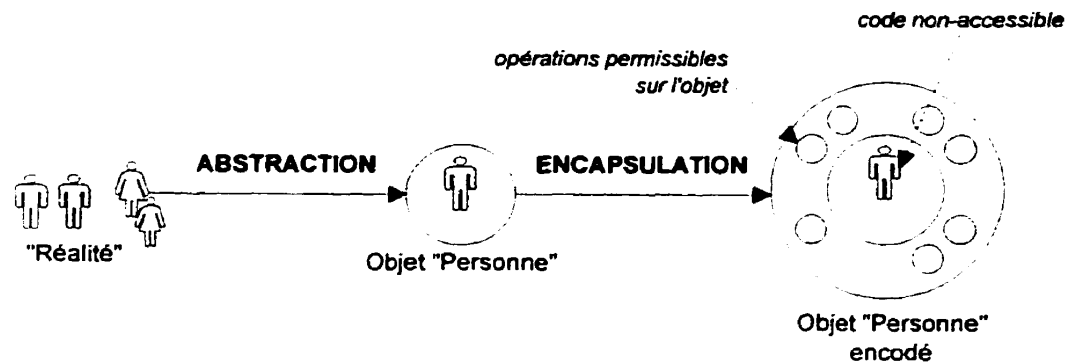 code non-accessible
opérations permissibles
sur l'objet
ABSTRACTION
ENCAPSULATION
"Réalité"
Objet "Personne"
Objet "Personne"
encodé